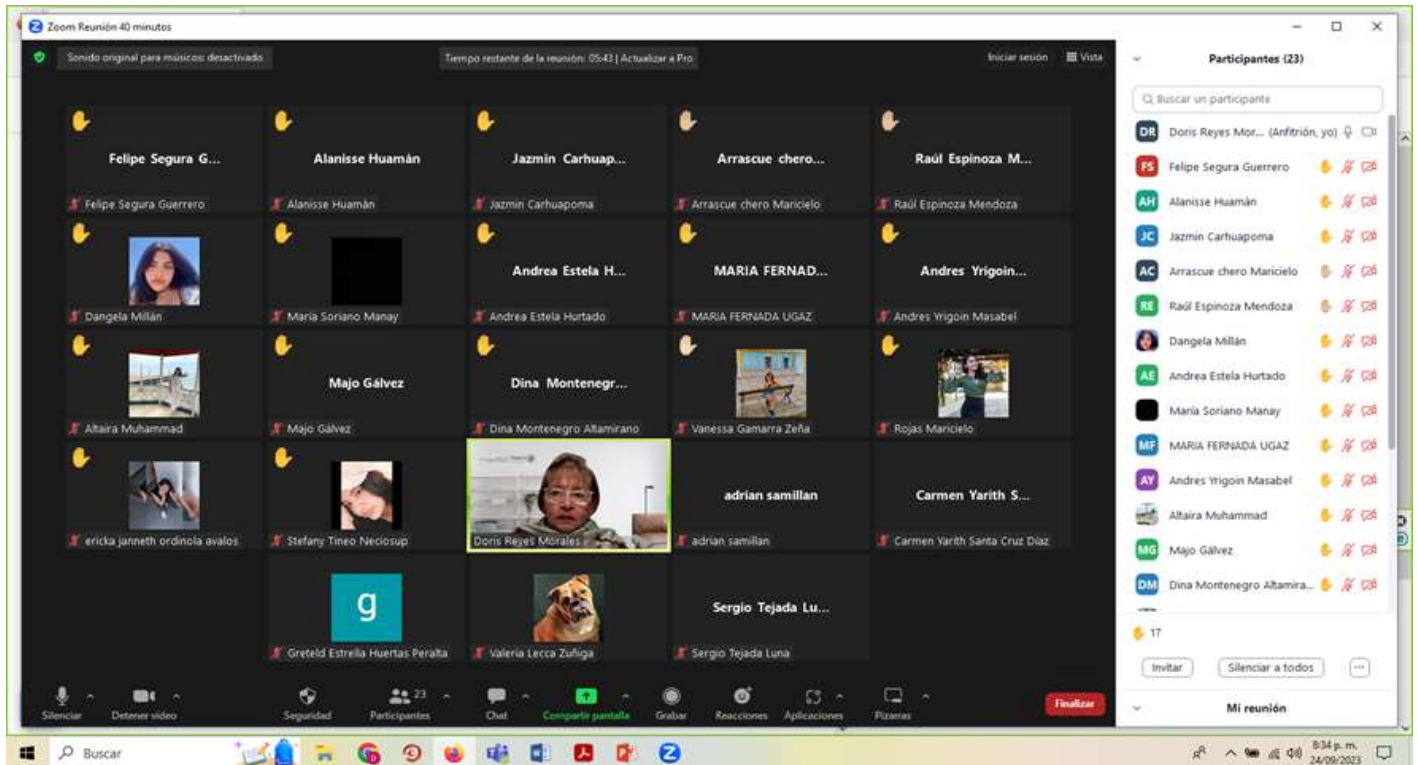 Zoom Reunión 40 minutos
Sonido original para músicos: desactivado
Tiempo restante de la reunión: 05:43 | Actualizar a Pro
Iniciar sesión
Vista
Felipe Segura G...
Alanisse Huamán
Jazmin Carhuap...
Arrascue chero...
Raúl Espinoza M...
Felipe Segura Guerrero
Alanisse Huamán
Jazmin Carhuapoma
Arrascue chero Maricielo
Raúl Espinoza Mendoza
Andrea Estela H...
MARIA FERNAD...
Andres Yrigoin...
Dangela Millán
María Soriano Manay
Andrea Estela Hurtado
MARIA FERNADA UGAZ
Andres Yrigoin Masabel
Majo Gálvez
Dina Montenegr...
Altaira Muhammad
Majo Gálvez
Dina Montenegro Altamirano
Vanessa Gamarra Zeña
Rojas Maricielo
adrian samillan
Carmen Yarith S...
ericka janneth ordinola avalos
Stefany Tineo Neciosup
Doris Reyes Morales
adrian samillan
Carmen Yarith Santa Cruz Diaz
g
Sergio Tejada Lu...
Greteld Estrella Huertas Peralta
Valeria Lecca Zuñiga
Sergio Tejada Luna
Silenciar
Detener video
Seguridad
23
Participantes
Chat
Compartir pantalla
Grabar
Reacciones
Aplicaciones
Pizarras
Finalizar
Participantes (23)
Buscar un participante
DR Doris Reyes Mor... (Anfitrión, yo)
FS Felipe Segura Guerrero
AH Alanisse Huamán
JC Jazmin Carhuapoma
AC Arrascue chero Maricielo
RE Raúl Espinoza Mendoza
Dangela Millán
AE Andrea Estela Hurtado
María Soriano Manay
MF MARIA FERNADA UGAZ
AY Andres Yrigoin Masabel
Altaira Muhammad
MG Majo Gálvez
DM Dina Montenegro Altamira...
17
Invitar
Silenciar a todos
...
Mi reunión
Buscar
8:34 p. m.
24/09/2023